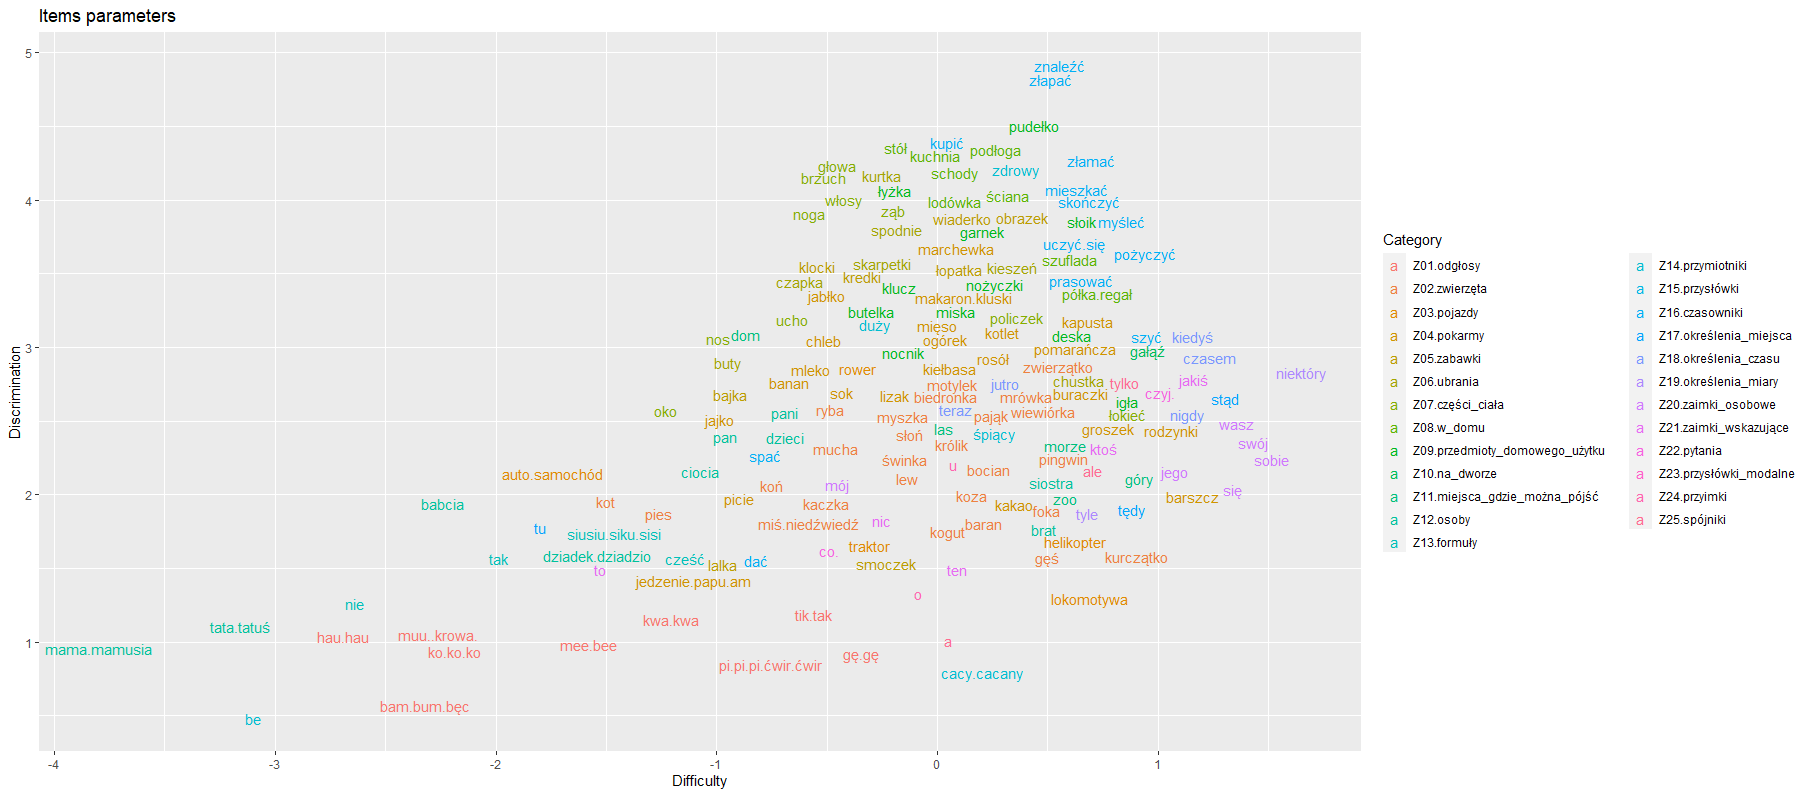 Items parameters
Discrimination
5
4
3
2
1
znaleźć
złapać
pudełko
kupić
stół
podłoga
kuchnia
złamać
głowa
zdrowy
schody
brzuch
kurtka
łyżka
mieszkać
ściana
włosy
lodówka
skończyć
ząb
noga
wiaderko
obrazek
słoik
myśleć
spodnie
garnek
uczyć.się
marchewka
pożyczyć
szuflada
skarpetki
klocki
łopatka
kieszeń
kredki
czapka
prasować
nożyczki
klucz
półka.regał
jabłko
makaron.kluski
butelka
miska
policzek
ucho
kapusta
duży
mięso
kotlet
dom
deska
szyć
kiedyś
nos
chleb
ogórek
pomarańcza
gałąź
nocnik
czasem
rosół
buty
zwierzątko
mleko
rower
kiełbasa
niektóry
jakiś
chustka
banan
motylek
jutro
tylko
bajka
sok
lizak
biedronka
mrówka
buraczki
czyj.
stąd
igła
oko
pani
ryba
teraz
wiewiórka
łokieć
nigdy
jajko
myszka
pająk
wasz
las
groszek
rodzynki
pan
dzieci
słoń
śpiący
swój
mucha
królik
morze
ktoś
spać
świnka
pingwin
sobie
u
auto.samochód
ciocia
bocian
ale
jego
lew
góry
koń
mój
siostra
się
babcia
kot
picie
kaczka
koza
kakao
zoo
barszcz
pies
foka
tyle
tędy
tu
miś.niedźwiedź
nic
baran
siusiu.siku.sisi
kogut
brat
traktor
helikopter
tak
dziadek.dziadzio
cześć
lalka
dać
co.
smoczek
gęś
kurczątko
to
ten
jedzenie.papu.am
o
lokomotywa
nie
tik.tak
tata.tatuś
kwa.kwa
hau.hau
muu..krowa.
mama.mamusia
ko.ko.ko
mee.bee
gę.gę
a
pi.pi.pi.ćwir.ćwir
cacy.cacany
bam.bum.bęc
be
-4
-3
-2
-1
0
1
Difficulty
Category
a Z01.odgłosy
a Z02.zwierzęta
a Z03.pojazdy
a Z04.pokarmy
a Z05.zabawki
a Z06.ubrania
a Z07.części_ciała
a Z08.w_domu
a Z09.przedmioty_domowego_użytku
a Z10.na_dworze
a Z11.miejsca_gdzie_można_pójść
a Z12.osoby
a Z13.formuły
a Z14.przymiotniki
a Z15.przysłówki
a Z16.czasowniki
a Z17.określenia_miejsca
a Z18.określenia_czasu
a Z19.określenia_miary
a Z20.zaimki_osobowe
a Z21.zaimki_wskazujące
a Z22.pytania
a Z23.przysłówki_modalne
a Z24.przyimki
a Z25.spójniki